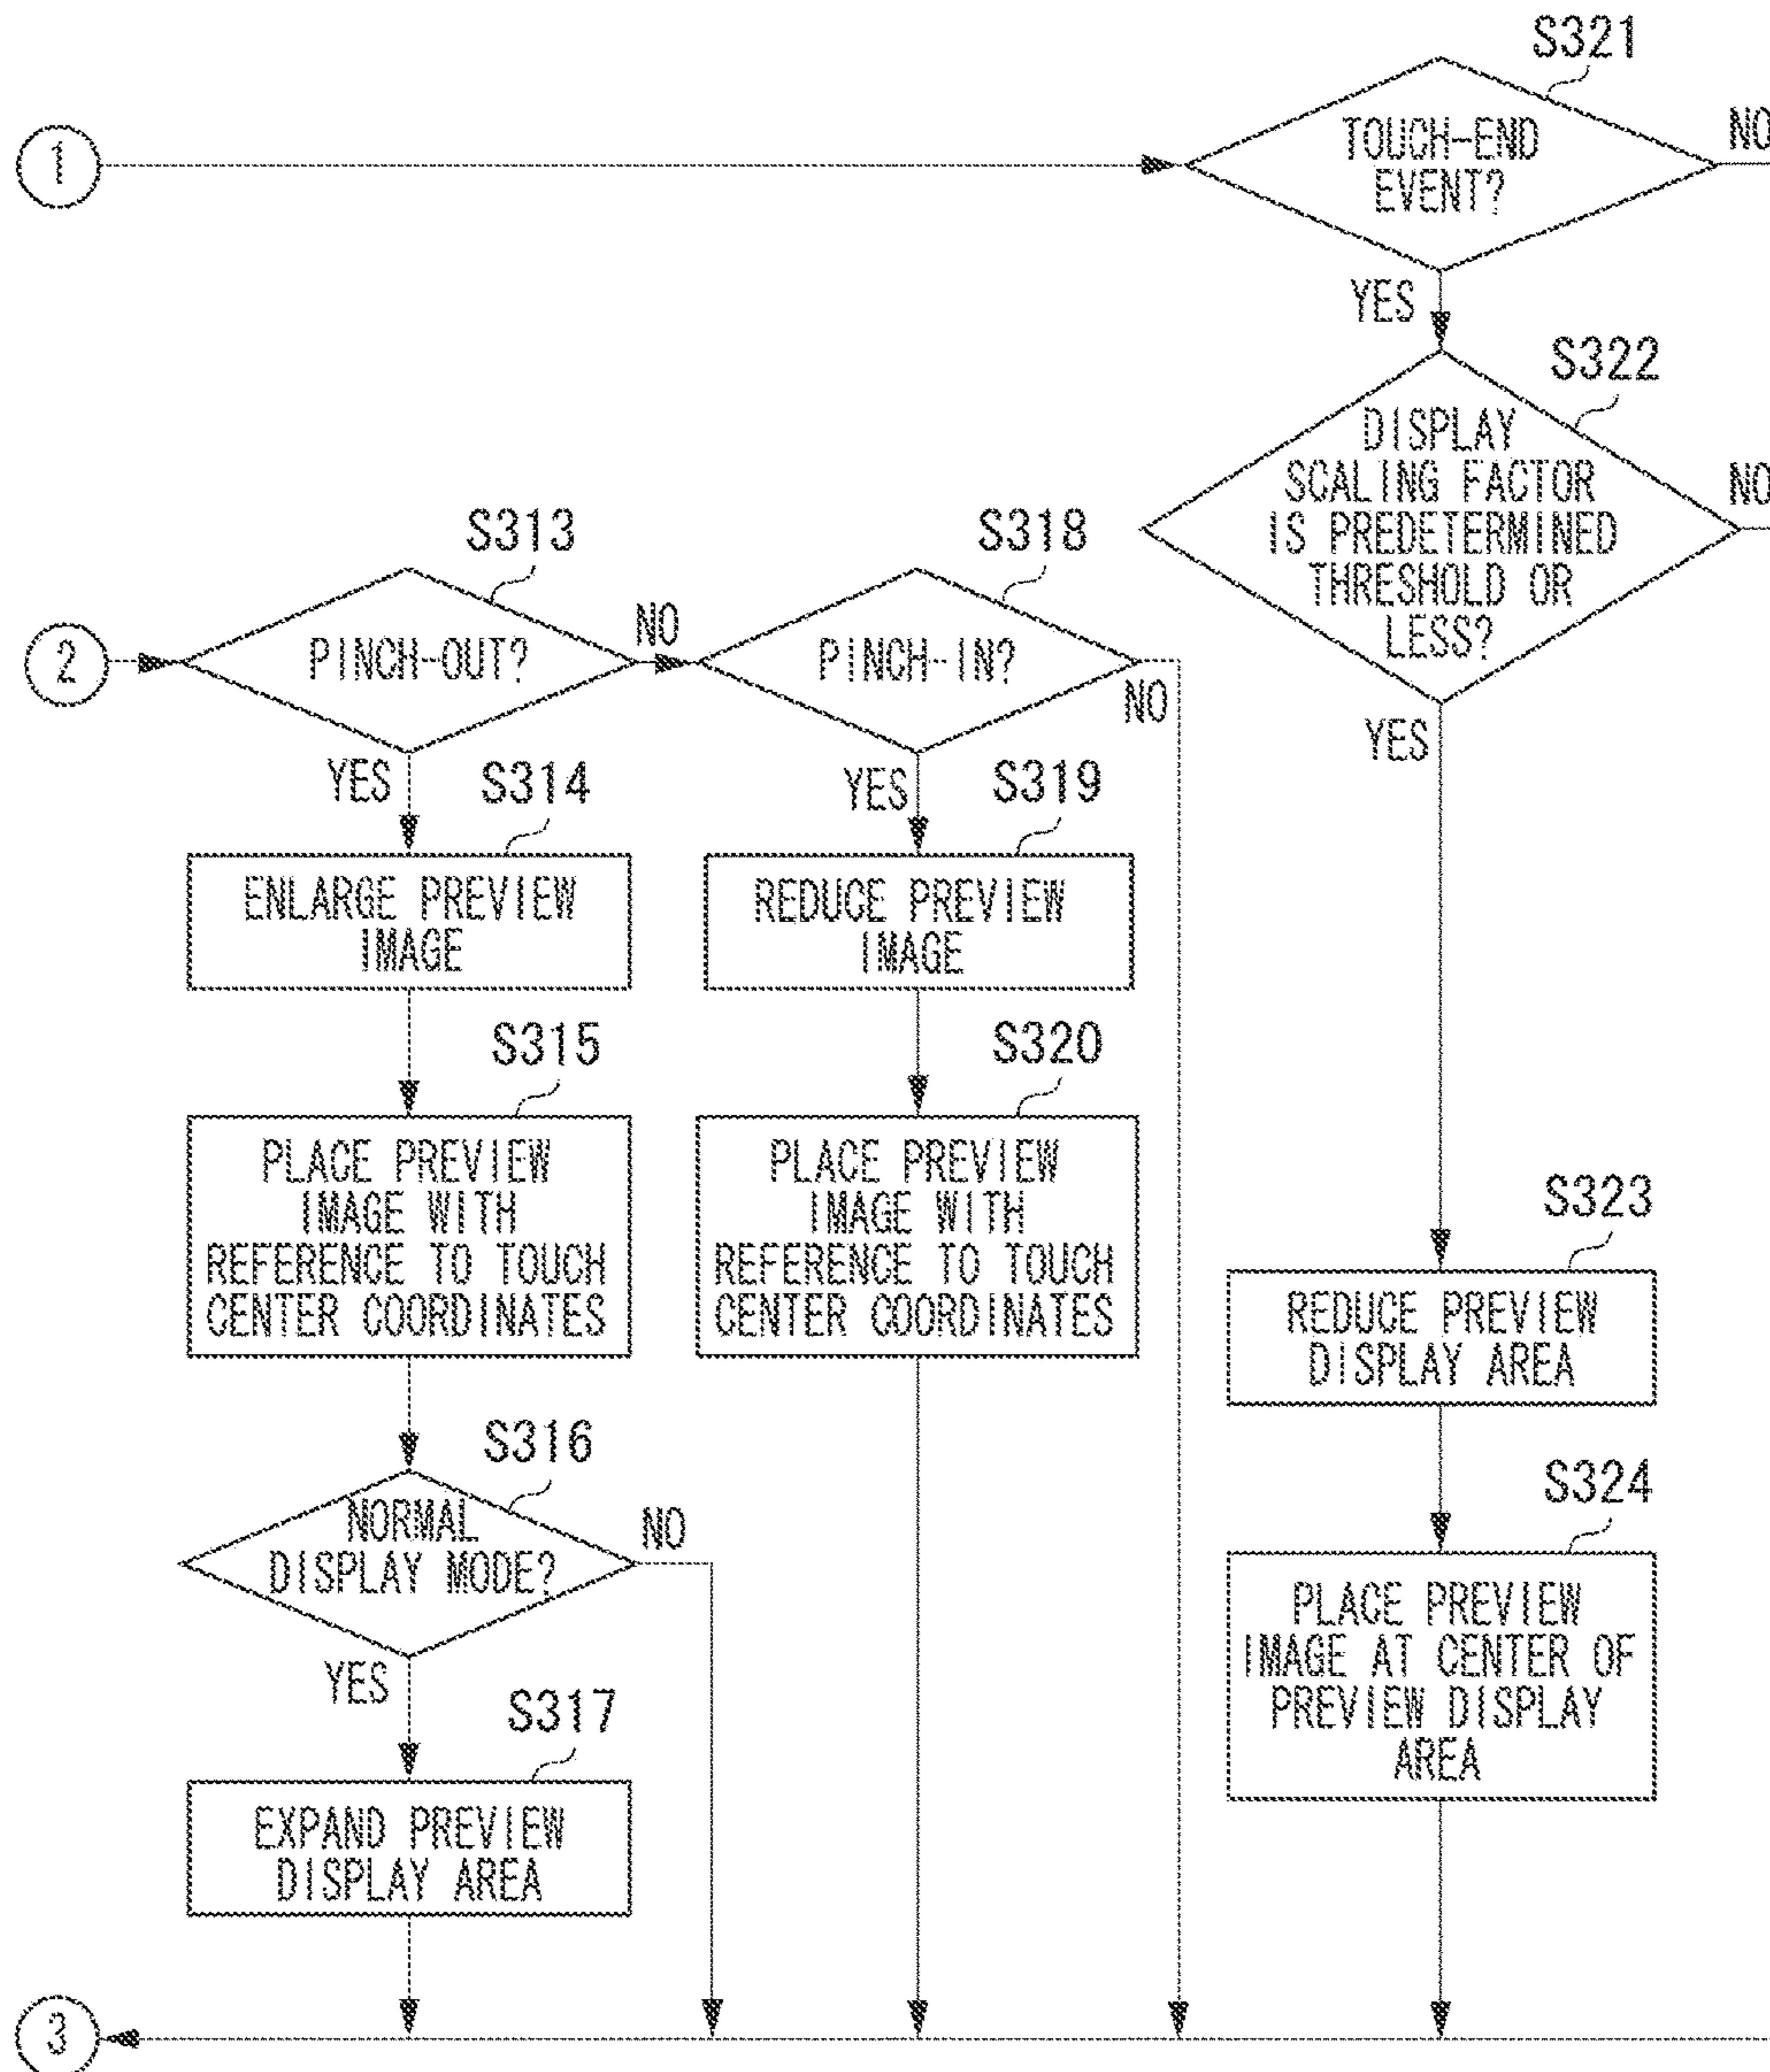 S321
1
TOUCH-END
EVENT?
NO
YES
S322
DISPLAY
SCALING FACTOR
IS PREDETERMINED
THRESHOLD OR
LESS?
NO
YES
2
S313
PINCH-OUT?
NO
YES
S318
PINCH-IN?
NO
YES
S314
ENLARGE PREVIEW
IMAGE
S319
REDUCE PREVIEW
IMAGE
S315
PLACE PREVIEW
IMAGE WITH
REFERENCE TO TOUCH
CENTER COORDINATES
S320
PLACE PREVIEW
IMAGE WITH
REFERENCE TO TOUCH
CENTER COORDINATES
S323
REDUCE PREVIEW
DISPLAY AREA
S316
NORMAL
DISPLAY MODE?
NO
YES
S324
PLACE PREVIEW
IMAGE AT CENTER OF
PREVIEW DISPLAY
AREA
S317
EXPAND PREVIEW
DISPLAY AREA
3